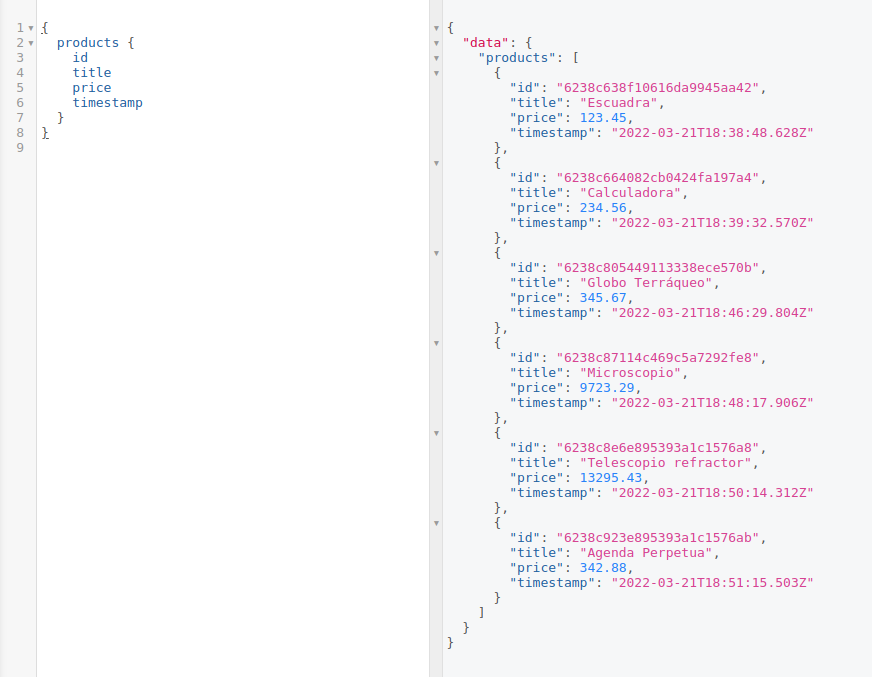 1 {
2 products {
3 id
4 title
5 price
6 timestamp
7 }
8 }
9
{
"data": {
"products": [
{
"id": "6238c638f10616da9945aa42",
"title": "Escuadra",
"price": 123.45,
"timestamp": "2022-03-21T18:38:48.628Z"
},
{
"id": "6238c664082cb0424fa197a4",
"title": "Calculadora",
"price": 234.56,
"timestamp": "2022-03-21T18:39:32.570Z"
},
{
"id": "6238c805449113338ece570b",
"title": "Globo Terráqueo",
"price": 345.67,
"timestamp": "2022-03-21T18:46:29.804Z"
},
{
"id": "6238c87114c469c5a7292fe8",
"title": "Microscopio",
"price": 9723.29,
"timestamp": "2022-03-21T18:48:17.906Z"
},
{
"id": "6238c8e6e895393a1c1576a8",
"title": "Telescopio refractor",
"price": 13295.43,
"timestamp": "2022-03-21T18:50:14.312Z"
},
{
"id": "6238c923e895393a1c1576ab",
"title": "Agenda Perpetua",
"price": 342.88,
"timestamp": "2022-03-21T18:51:15.503Z"
}
]
}
}